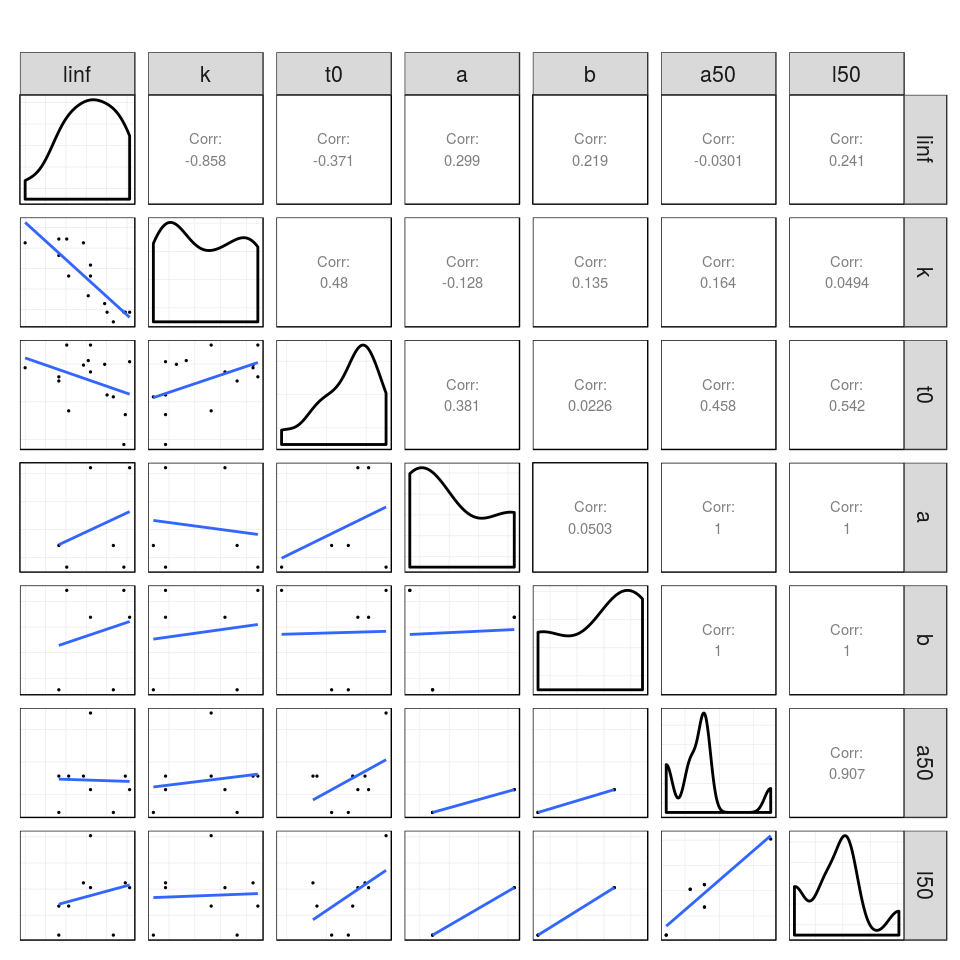 linf k t0 a b a50 l50
Corr: Corr: Corr: Corr: Corr: Corr:
-0.858 -0.371 0.299 0.219 -0.0301 0.241
linf
Corr: Corr: Corr: Corr: Corr:
0.48 -0.128 0.135 0.164 0.0494
k
Corr: Corr: Corr: Corr:
0.381 0.0226 0.458 0.542
t0
Corr: Corr: Corr:
0.0503 1 1
a
Corr: Corr:
1 1
b
Corr:
0.907
a50
l50